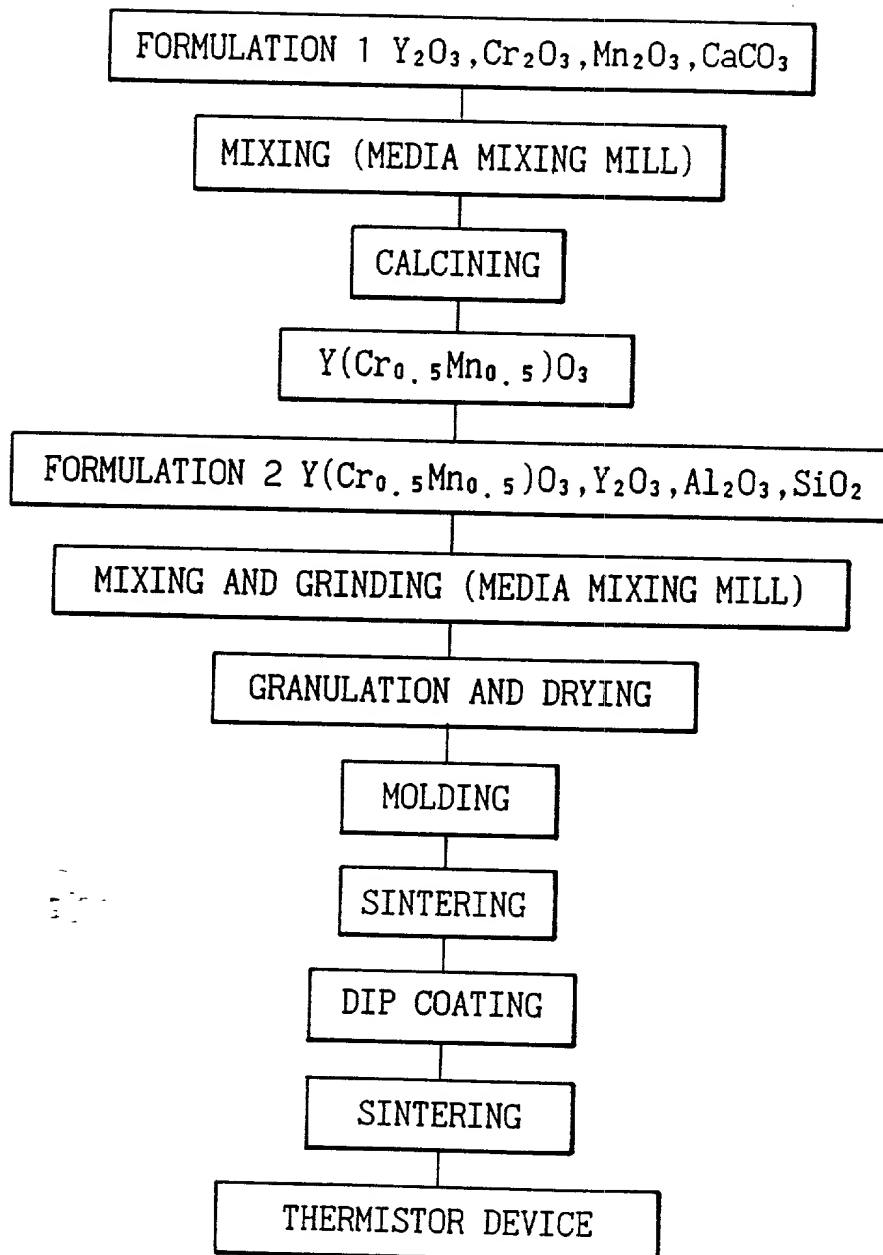 FORMULATION 1 Y₂O₃,Cr₂O₃,Mn₂O₃,CaCO₃
MIXING (MEDIA MIXING MILL)
CALCINING
Y(Cr₀.₅Mn₀.₅)O₃
FORMULATION 2 Y(Cr₀.₅Mn₀.₅)O₃,Y₂O₃,Al₂O₃,SiO₂
MIXING AND GRINDING (MEDIA MIXING MILL)
GRANULATION AND DRYING
MOLDING
SINTERING
DIP COATING
SINTERING
THERMISTOR DEVICE